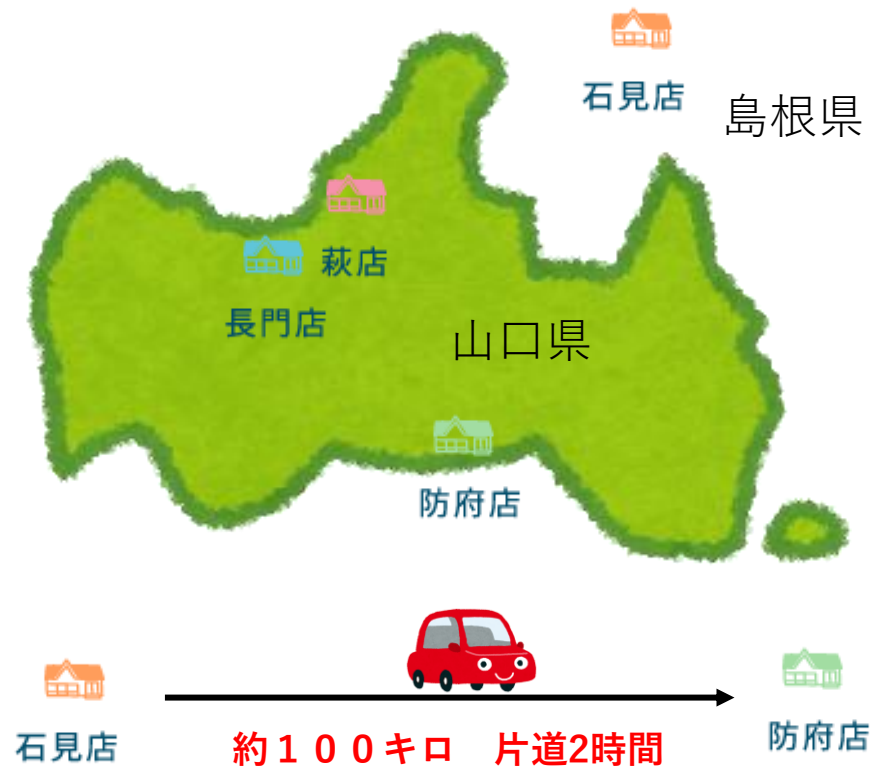 石見店
島根県
萩店
長門店
山口県
防府店
石見店
約１００キロ　片道2時間
防府店